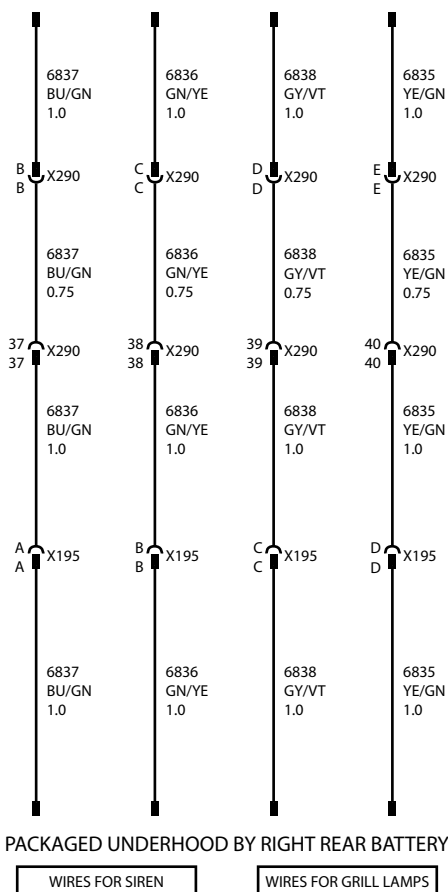 6837 6836 6838 6835
BU/GN GN/YE GY/VT YE/GN
1.0 1.0 1.0 1.0
B C D E
X290 X290 X290 X290
B C D E
6837 6836 6838 6835
BU/GN GN/YE GY/VT YE/GN
0.75 0.75 0.75 0.75
37 38 39 40
X290 X290 X290 X290
37 38 39 40
6837 6836 6838 6835
BU/GN GN/YE GY/VT YE/GN
1.0 1.0 1.0 1.0
A B C D
X195 X195 X195 X195
A B C D
6837 6836 6838 6835
BU/GN GN/YE GY/VT YE/GN
1.0 1.0 1.0 1.0
PACKAGED UNDERHOOD BY RIGHT REAR BATTERY
WIRES FOR SIREN WIRES FOR GRILL LAMPS